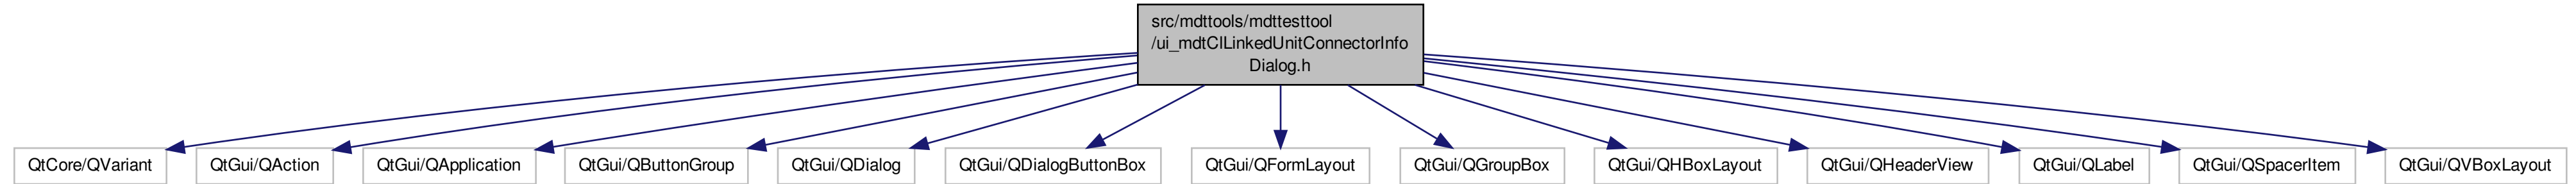 src/mdttools/mdttesttool
/ui_mdtClLinkedUnitConnectorInfo
Dialog.h
QtCore/QVariant
QtGui/QAction
QtGui/QApplication
QtGui/QButtonGroup
QtGui/QDialog
QtGui/QDialogButtonBox
QtGui/QFormLayout
QtGui/QGroupBox
QtGui/QHBoxLayout
QtGui/QHeaderView
QtGui/QLabel
QtGui/QSpacerItem
QtGui/QVBoxLayout